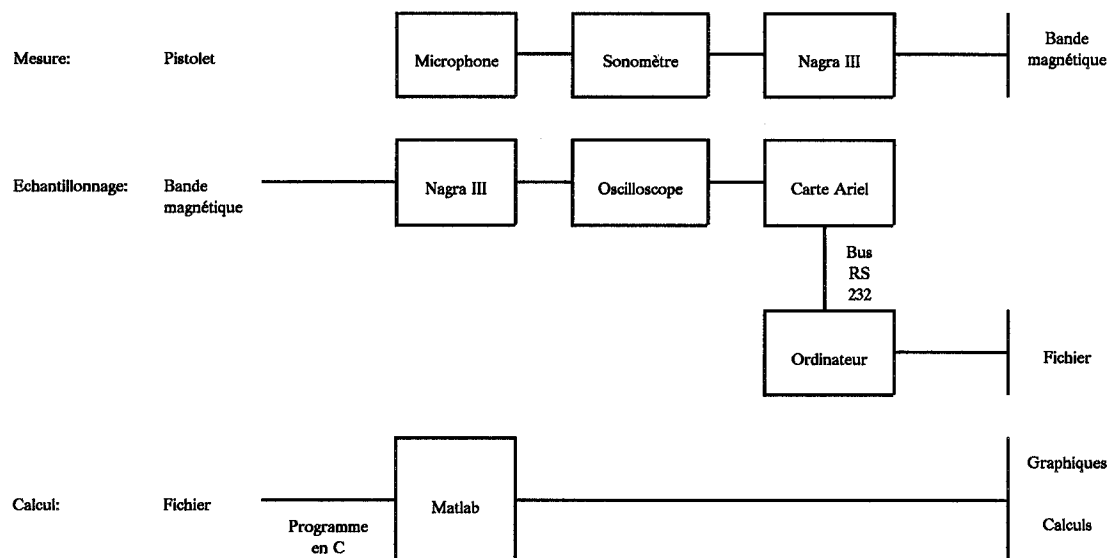 Mesure: Pistolet Microphone Sonomètre Nagra III Bande
magnétique
Echantillonnage: Bande
magnétique Nagra III Oscilloscope Carte Ariel
Bus
RS
232
Ordinateur Fichier
Graphiques
Calcul: Fichier Matlab
Programme
en C
Calculs